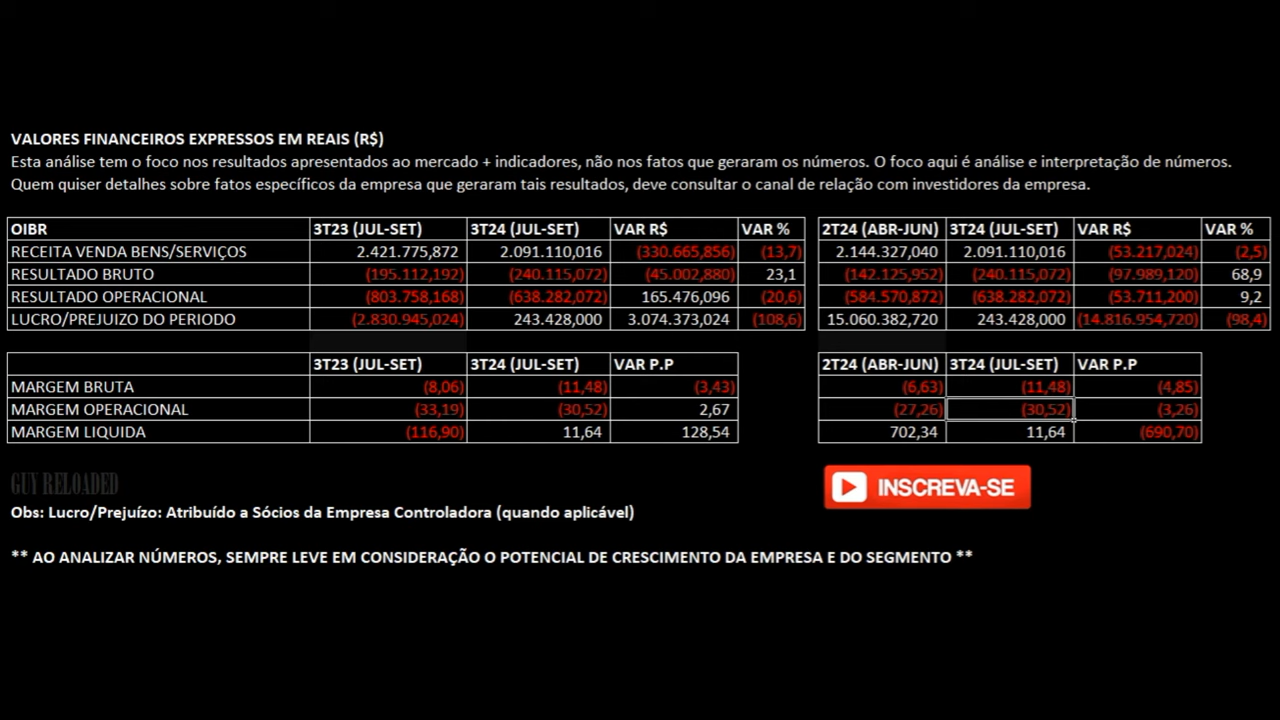 VALORES FINANCEIROS EXPRESSOS EM REAIS (R$)
Esta análise tem o foco nos resultados apresentados ao mercado + indicadores, não nos fatos que geraram os números. O foco aqui é análise e interpretação de números.
Quem quiser detalhes sobre fatos específicos da empresa que geraram tais resultados, deve consultar o canal de relação com investidores da empresa.
OIBR 3T23 (JUL-SET) 3T24 (JUL-SET) VAR R$ VAR % 2T24 (ABR-JUN) 3T24 (JUL-SET) VAR R$ VAR %
RECEITA VENDA BENS/SERVIÇOS 2.421.775,872 2.091.110,016 (330.665,856) (13,7) 2.144.327,040 2.091.110,016 (53.217,024) (2,5)
RESULTADO BRUTO (195.112,192) (240.115,072) (45.002,880) 23,1 (142.125,952) (240.115,072) (97.989,120) 68,9
RESULTADO OPERACIONAL (803.758,168) (638.282,072) 165.476,096 (20,6) (584.570,872) (638.282,072) (53.711,200) 9,2
LUCRO/PREJUIZO DO PERIODO (2.830.945,024) 243.428,000 3.074.373,024 (108,6) 15.060.382,720 243.428,000 (14.816.954,720) (98,4)
3T23 (JUL-SET) 3T24 (JUL-SET) VAR P.P 2T24 (ABR-JUN) 3T24 (JUL-SET) VAR P.P
MARGEM BRUTA (8,06) (11,48) (3,43) (6,63) (11,48) (4,85)
MARGEM OPERACIONAL (33,19) (30,52) 2,67 (27,26) (30,52) (3,26)
MARGEM LIQUIDA (116,90) 11,64 128,54 702,34 11,64 (690,70)
GUY RELOADED
INSCREVA-SE
Obs: Lucro/Prejuízo: Atribuído a Sócios da Empresa Controladora (quando aplicável)
** AO ANALIZAR NÚMEROS, SEMPRE LEVE EM CONSIDERAÇÃO O POTENCIAL DE CRESCIMENTO DA EMPRESA E DO SEGMENTO **